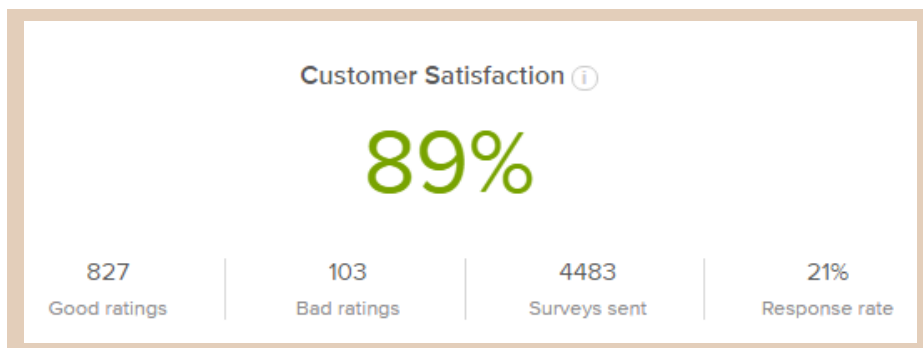 Customer Satisfaction
89%
827 103 4483 21%
Good ratings Bad ratings Surveys sent Response rate